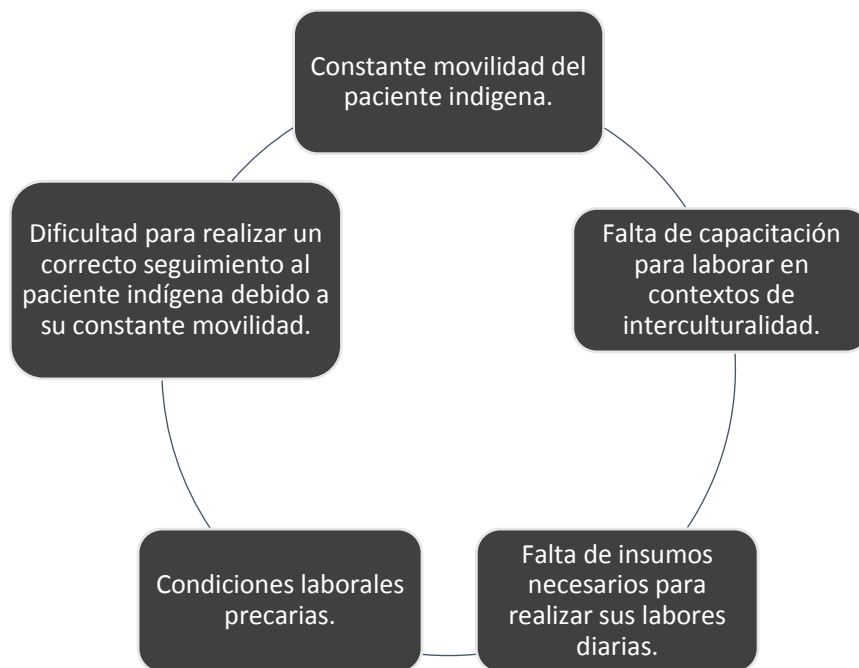 Constante movilidad del
paciente indigena.
Falta de capacitación
para laborar en
contextos de
interculturalidad.
Falta de insumos
necesarios para
realizar sus labores
diarias.
Condiciones laborales
precarias.
Dificultad para realizar un
correcto seguimiento al
paciente indígena debido a
su constante movilidad.